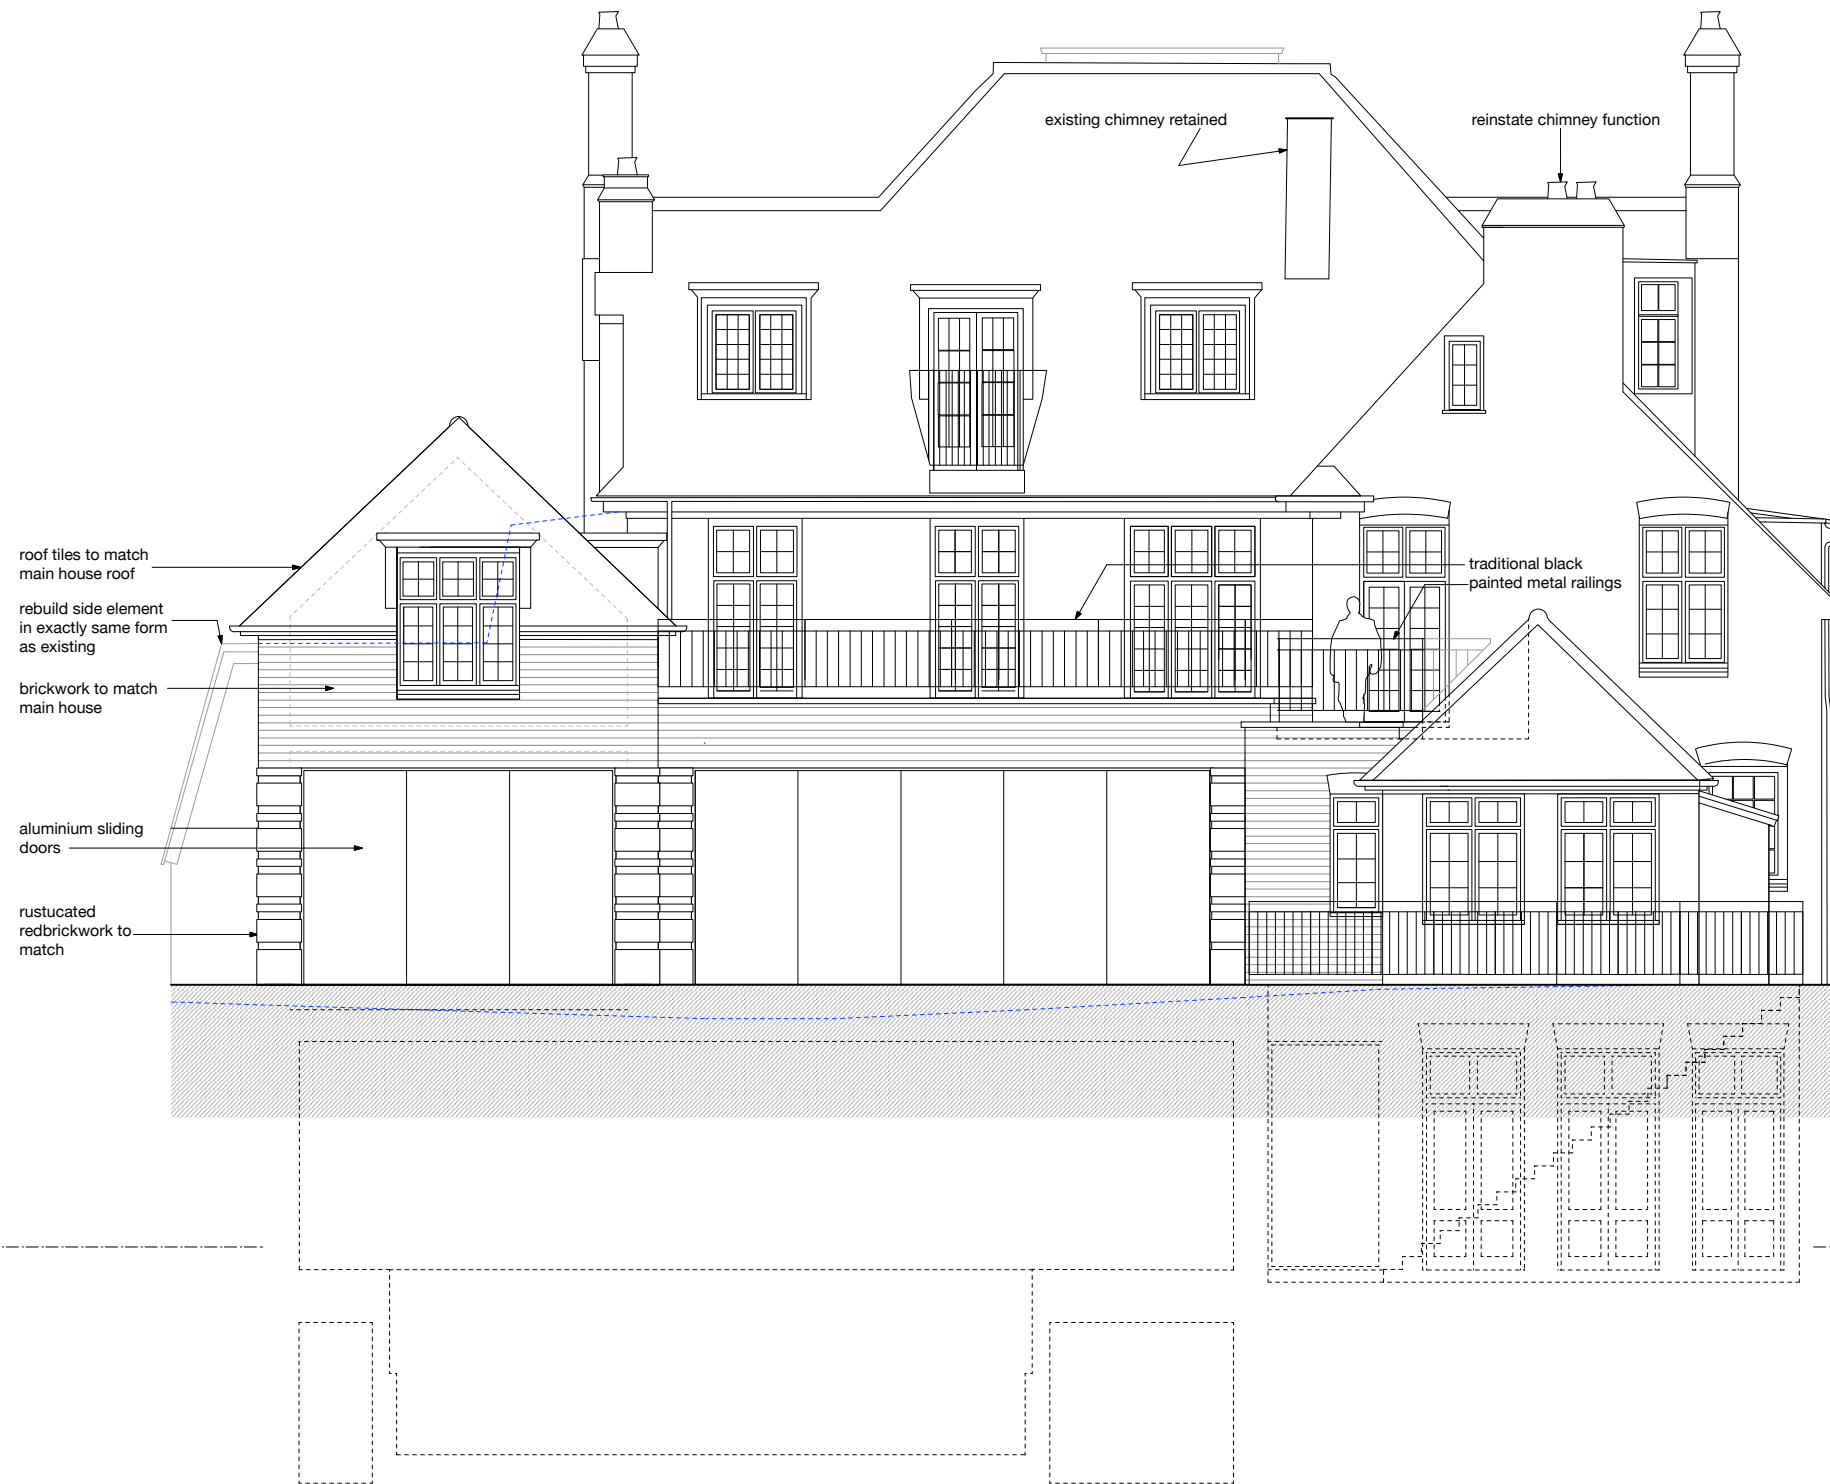 existing chimney retained
reinstate chimney function
roof tiles to match
main house roof
rebuild side element
in exactly same form
as existing
traditional black
painted metal railings
brickwork to match
main house
aluminium sliding
doors
rustucated
redbrickwork to
match